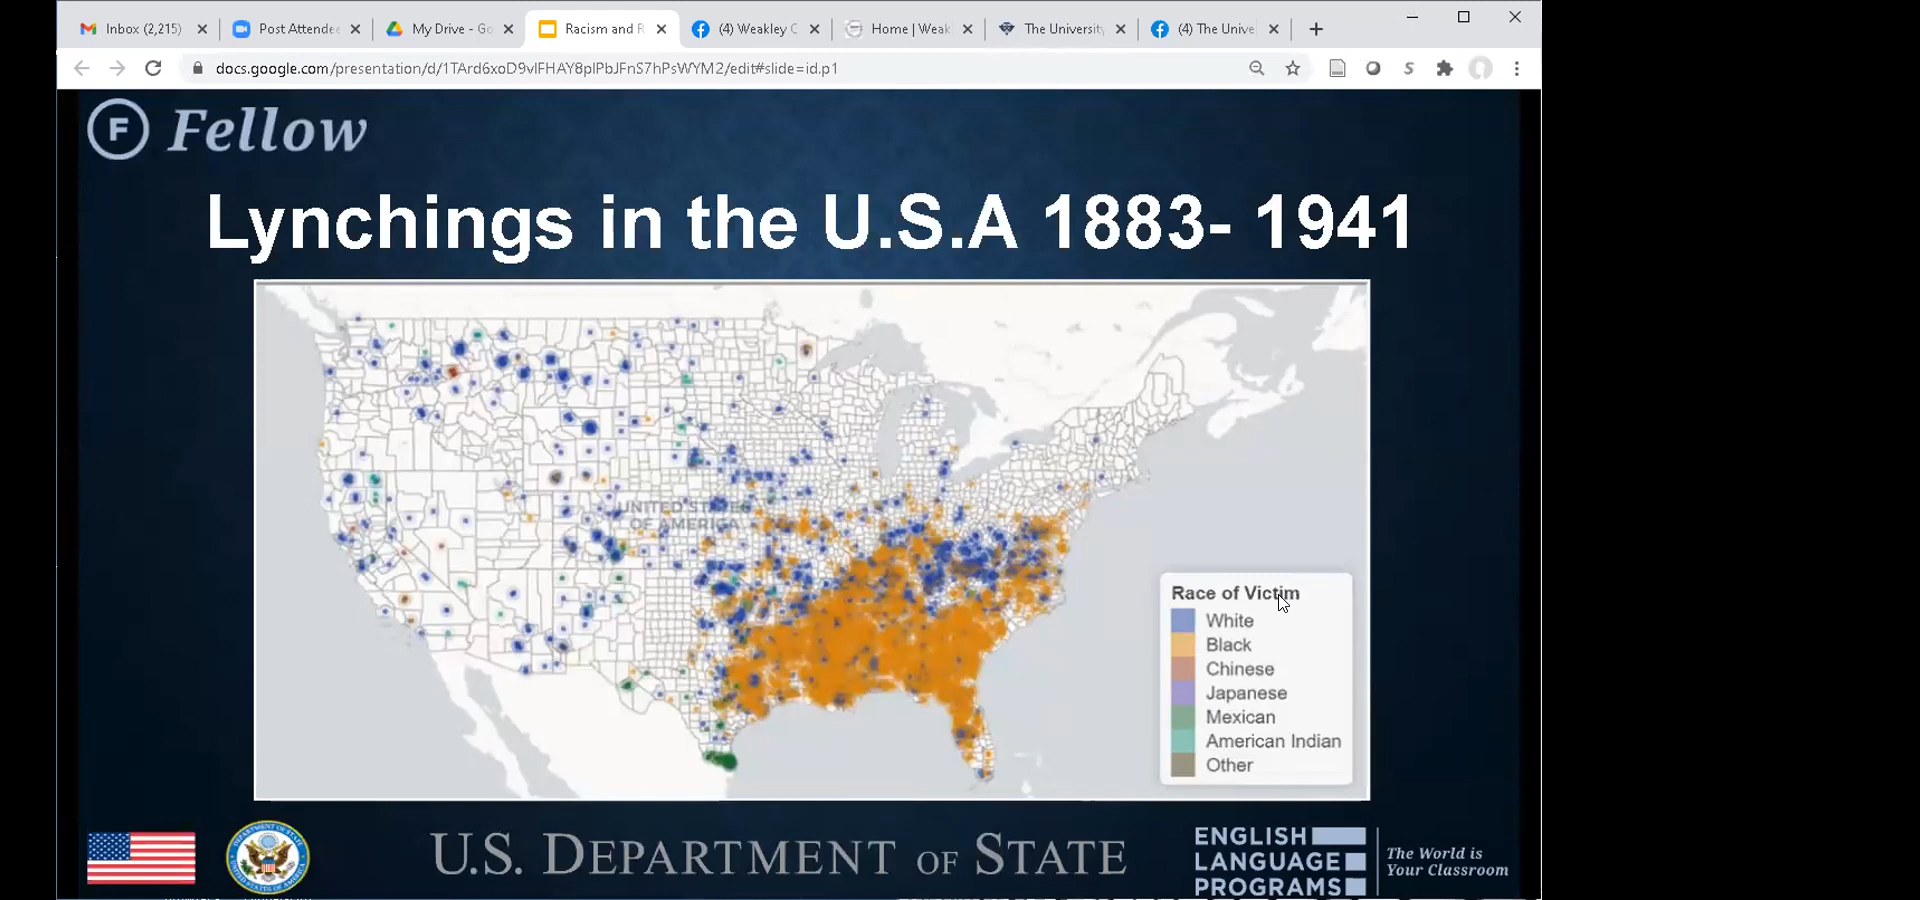 Inbox (2,215)
Post Attende
My Drive - Go
Racism and R
(4) Weakley C
Home | Weak
The University
(4) The Unive
docs.google.com/presentation/d/1TArd6xoD9vIFHAY8pIPbJFnS7hPsWYM2/edit#slide=id.p1
F Fellow
Lynchings in the U.S.A 1883- 1941
UNITED STATES
OF AMERICA
Race of Victim
White
Black
Chinese
Japanese
Mexican
American Indian
Other
U.S. DEPARTMENT OF STATE
ENGLISH
LANGUAGE
PROGRAMS
The World is
Your Classroom